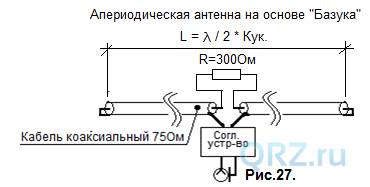 Апериодическая антенна на основе "Базука"
L = λ / 2 * Кук.
R=300Ом
Кабель коаксиальный 75Ом
Согл.
устр-во
QRZ.ru
Рис.27.